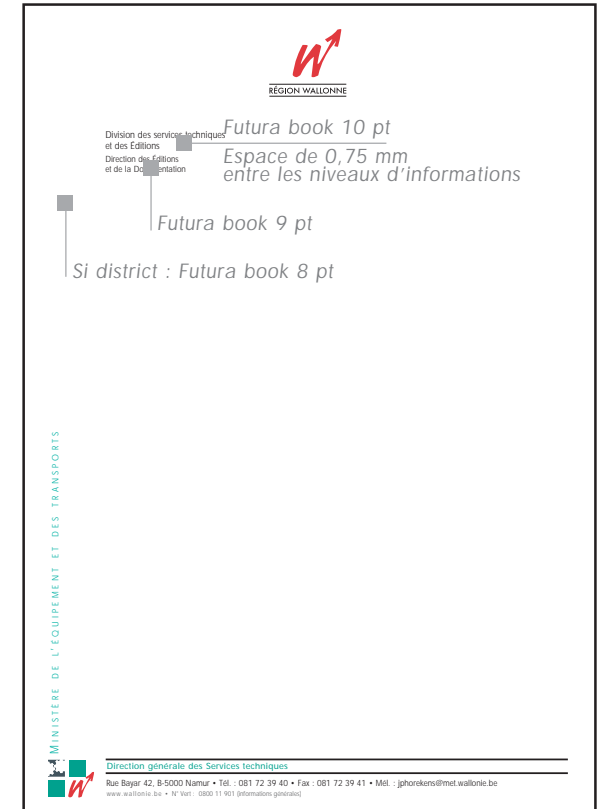 RÉGION WALLONNE
Division des services techniques
et des Éditions
Direction des Éditions
et de la Documentation
Futura book 10 pt
Espace de 0,75 mm
entre les niveaux d'informations
Futura book 9 pt
Si district : Futura book 8 pt
MINISTÈRE DE L'ÉQUIPEMENT ET DES TRANSPORTS
Direction générale des Services techniques
Rue Bayar 42, B-5000 Namur • Tél. : 081 72 39 40 • Fax : 081 72 39 41 • Mél. : jphorekens@met.wallonie.be
www.wallonie.be • N° Vert : 0800 11 901 (informations générales)